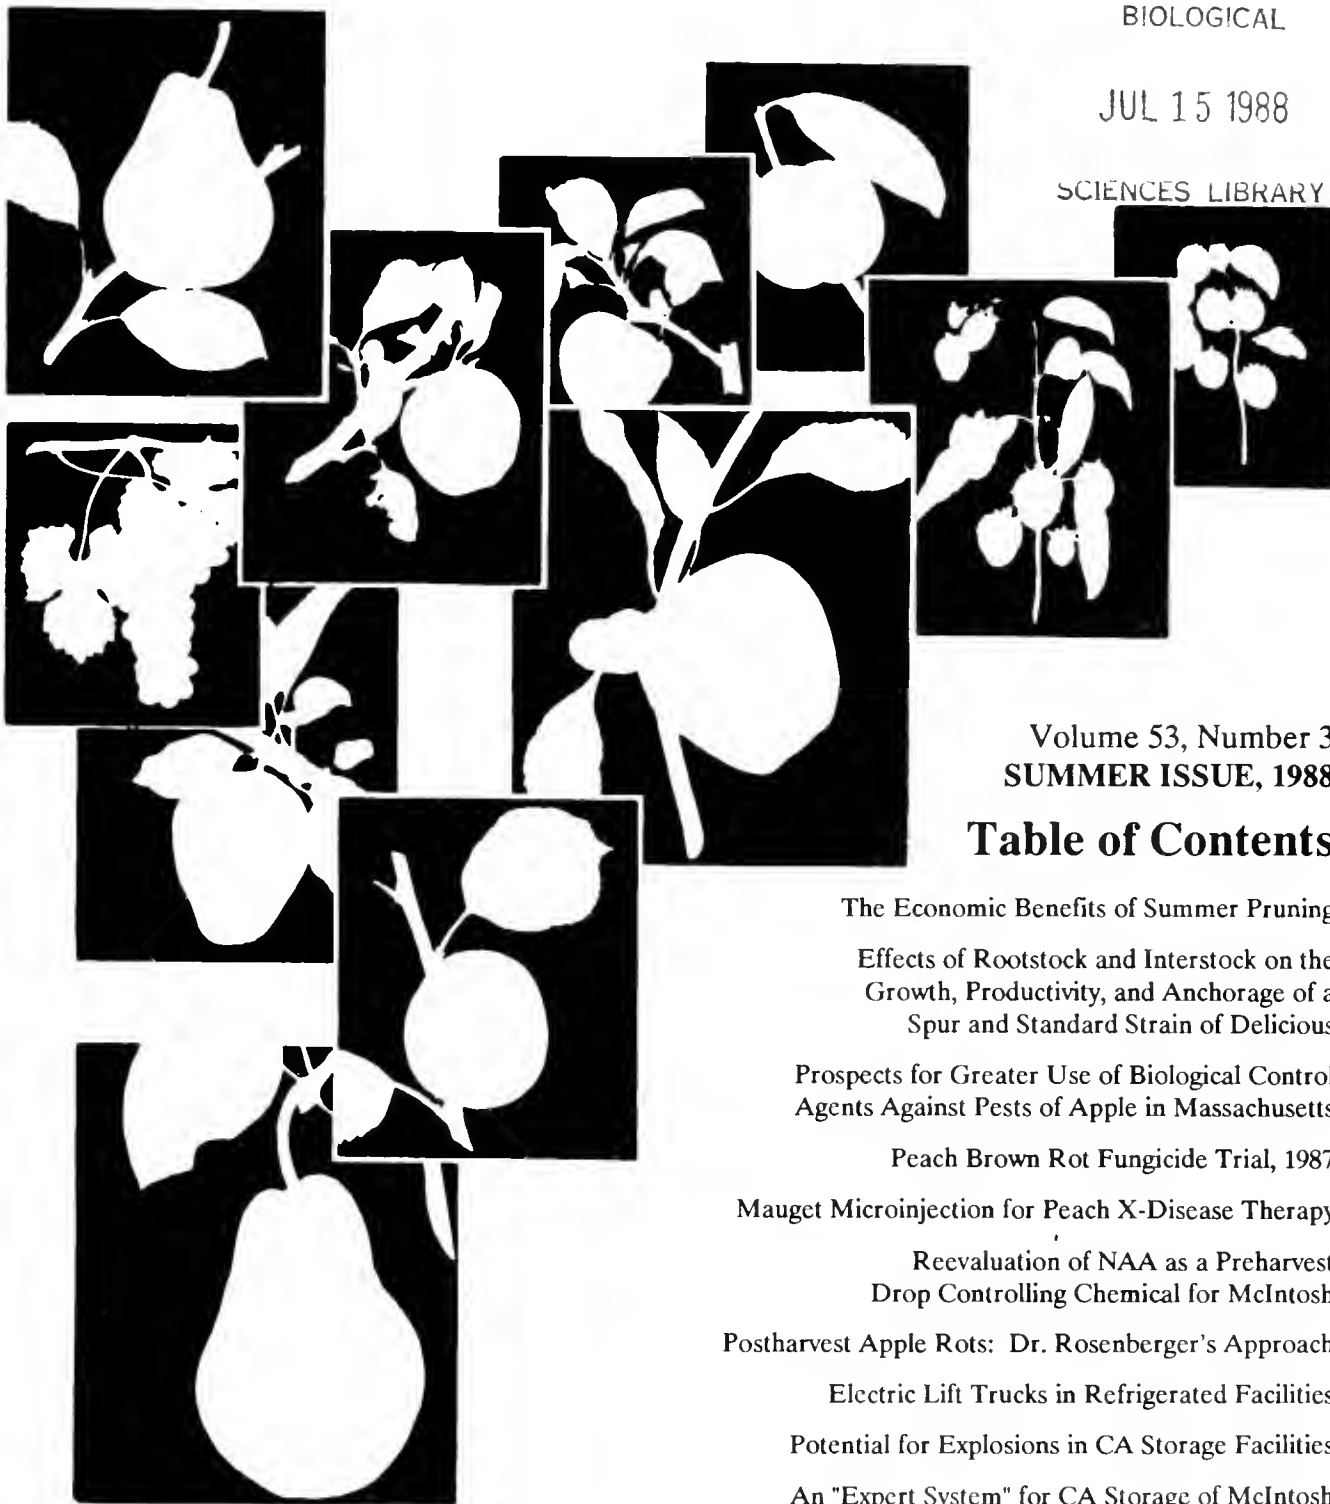 BIOLOGICAL
JUL 15 1988
SCIENCES LIBRARY
Volume 53, Number 3
SUMMER ISSUE, 1988
Table of Contents
The Economic Benefits of Summer Pruning
Effects of Rootstock and Interstock on the
Growth, Productivity, and Anchorage of a
Spur and Standard Strain of Delicious
Prospects for Greater Use of Biological Control
Agents Against Pests of Apple in Massachusetts
Peach Brown Rot Fungicide Trial, 1987
Mauget Microinjection for Peach X-Disease Therapy
Reevaluation of NAA as a Preharvest
Drop Controlling Chemical for McIntosh
Postharvest Apple Rots: Dr. Rosenberger's Approach
Electric Lift Trucks in Refrigerated Facilities
Potential for Explosions in CA Storage Facilities
An "Expert System" for CA Storage of McIntosh